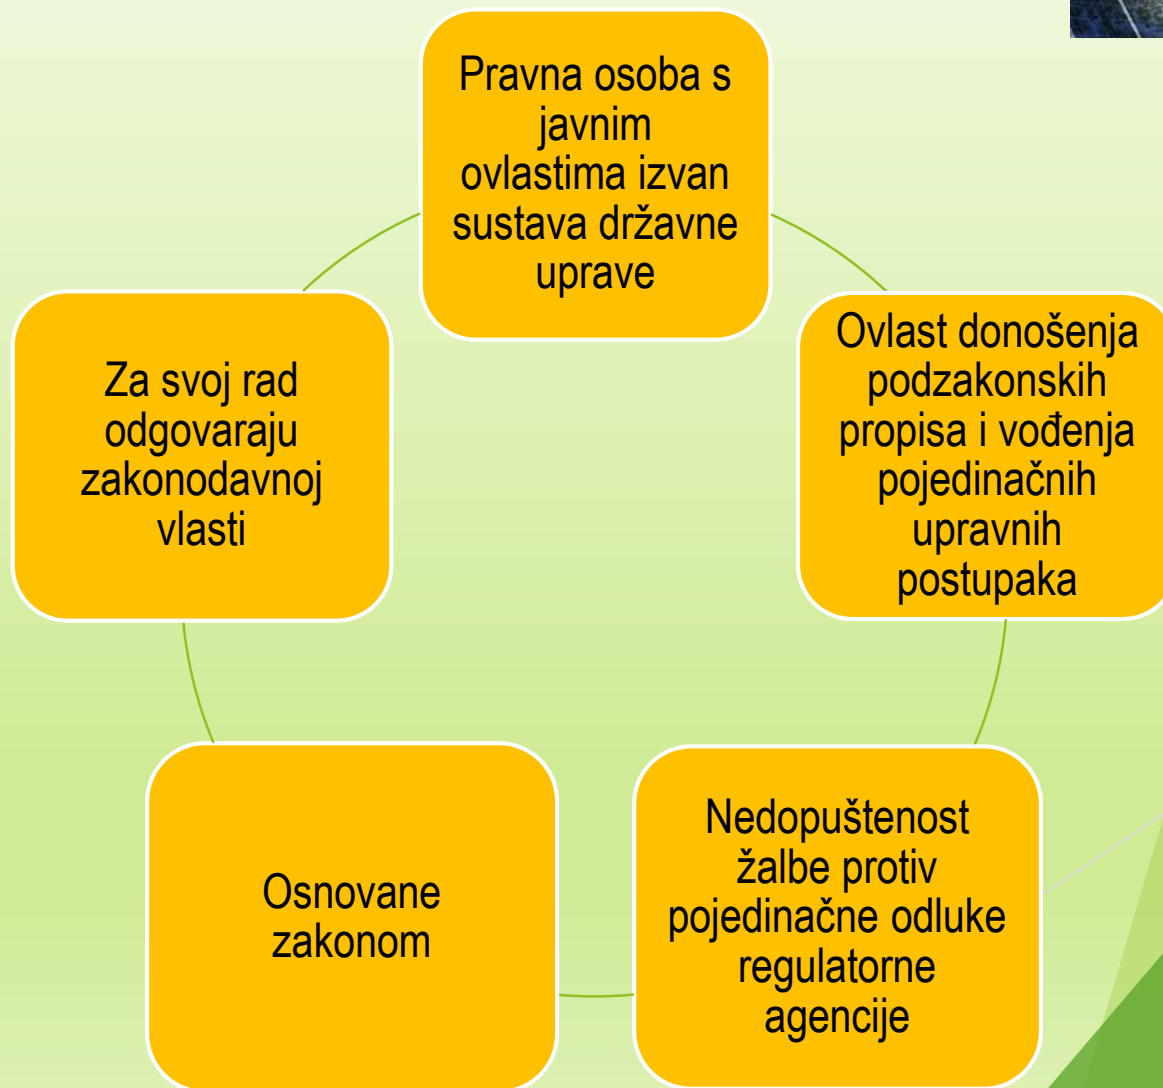 Pravna osoba s
javnim
ovlastima izvan
sustava državne
uprave
Ovlast donošenja
podzakonskih
propisa i vođenja
pojedinačnih
upravnih
postupaka
Nedopuštenost
žalbe protiv
pojedinačne odluke
regulatorne
agencije
Osnovane
zakonom
Za svoj rad
odgovaraju
zakonodavnoj
vlasti